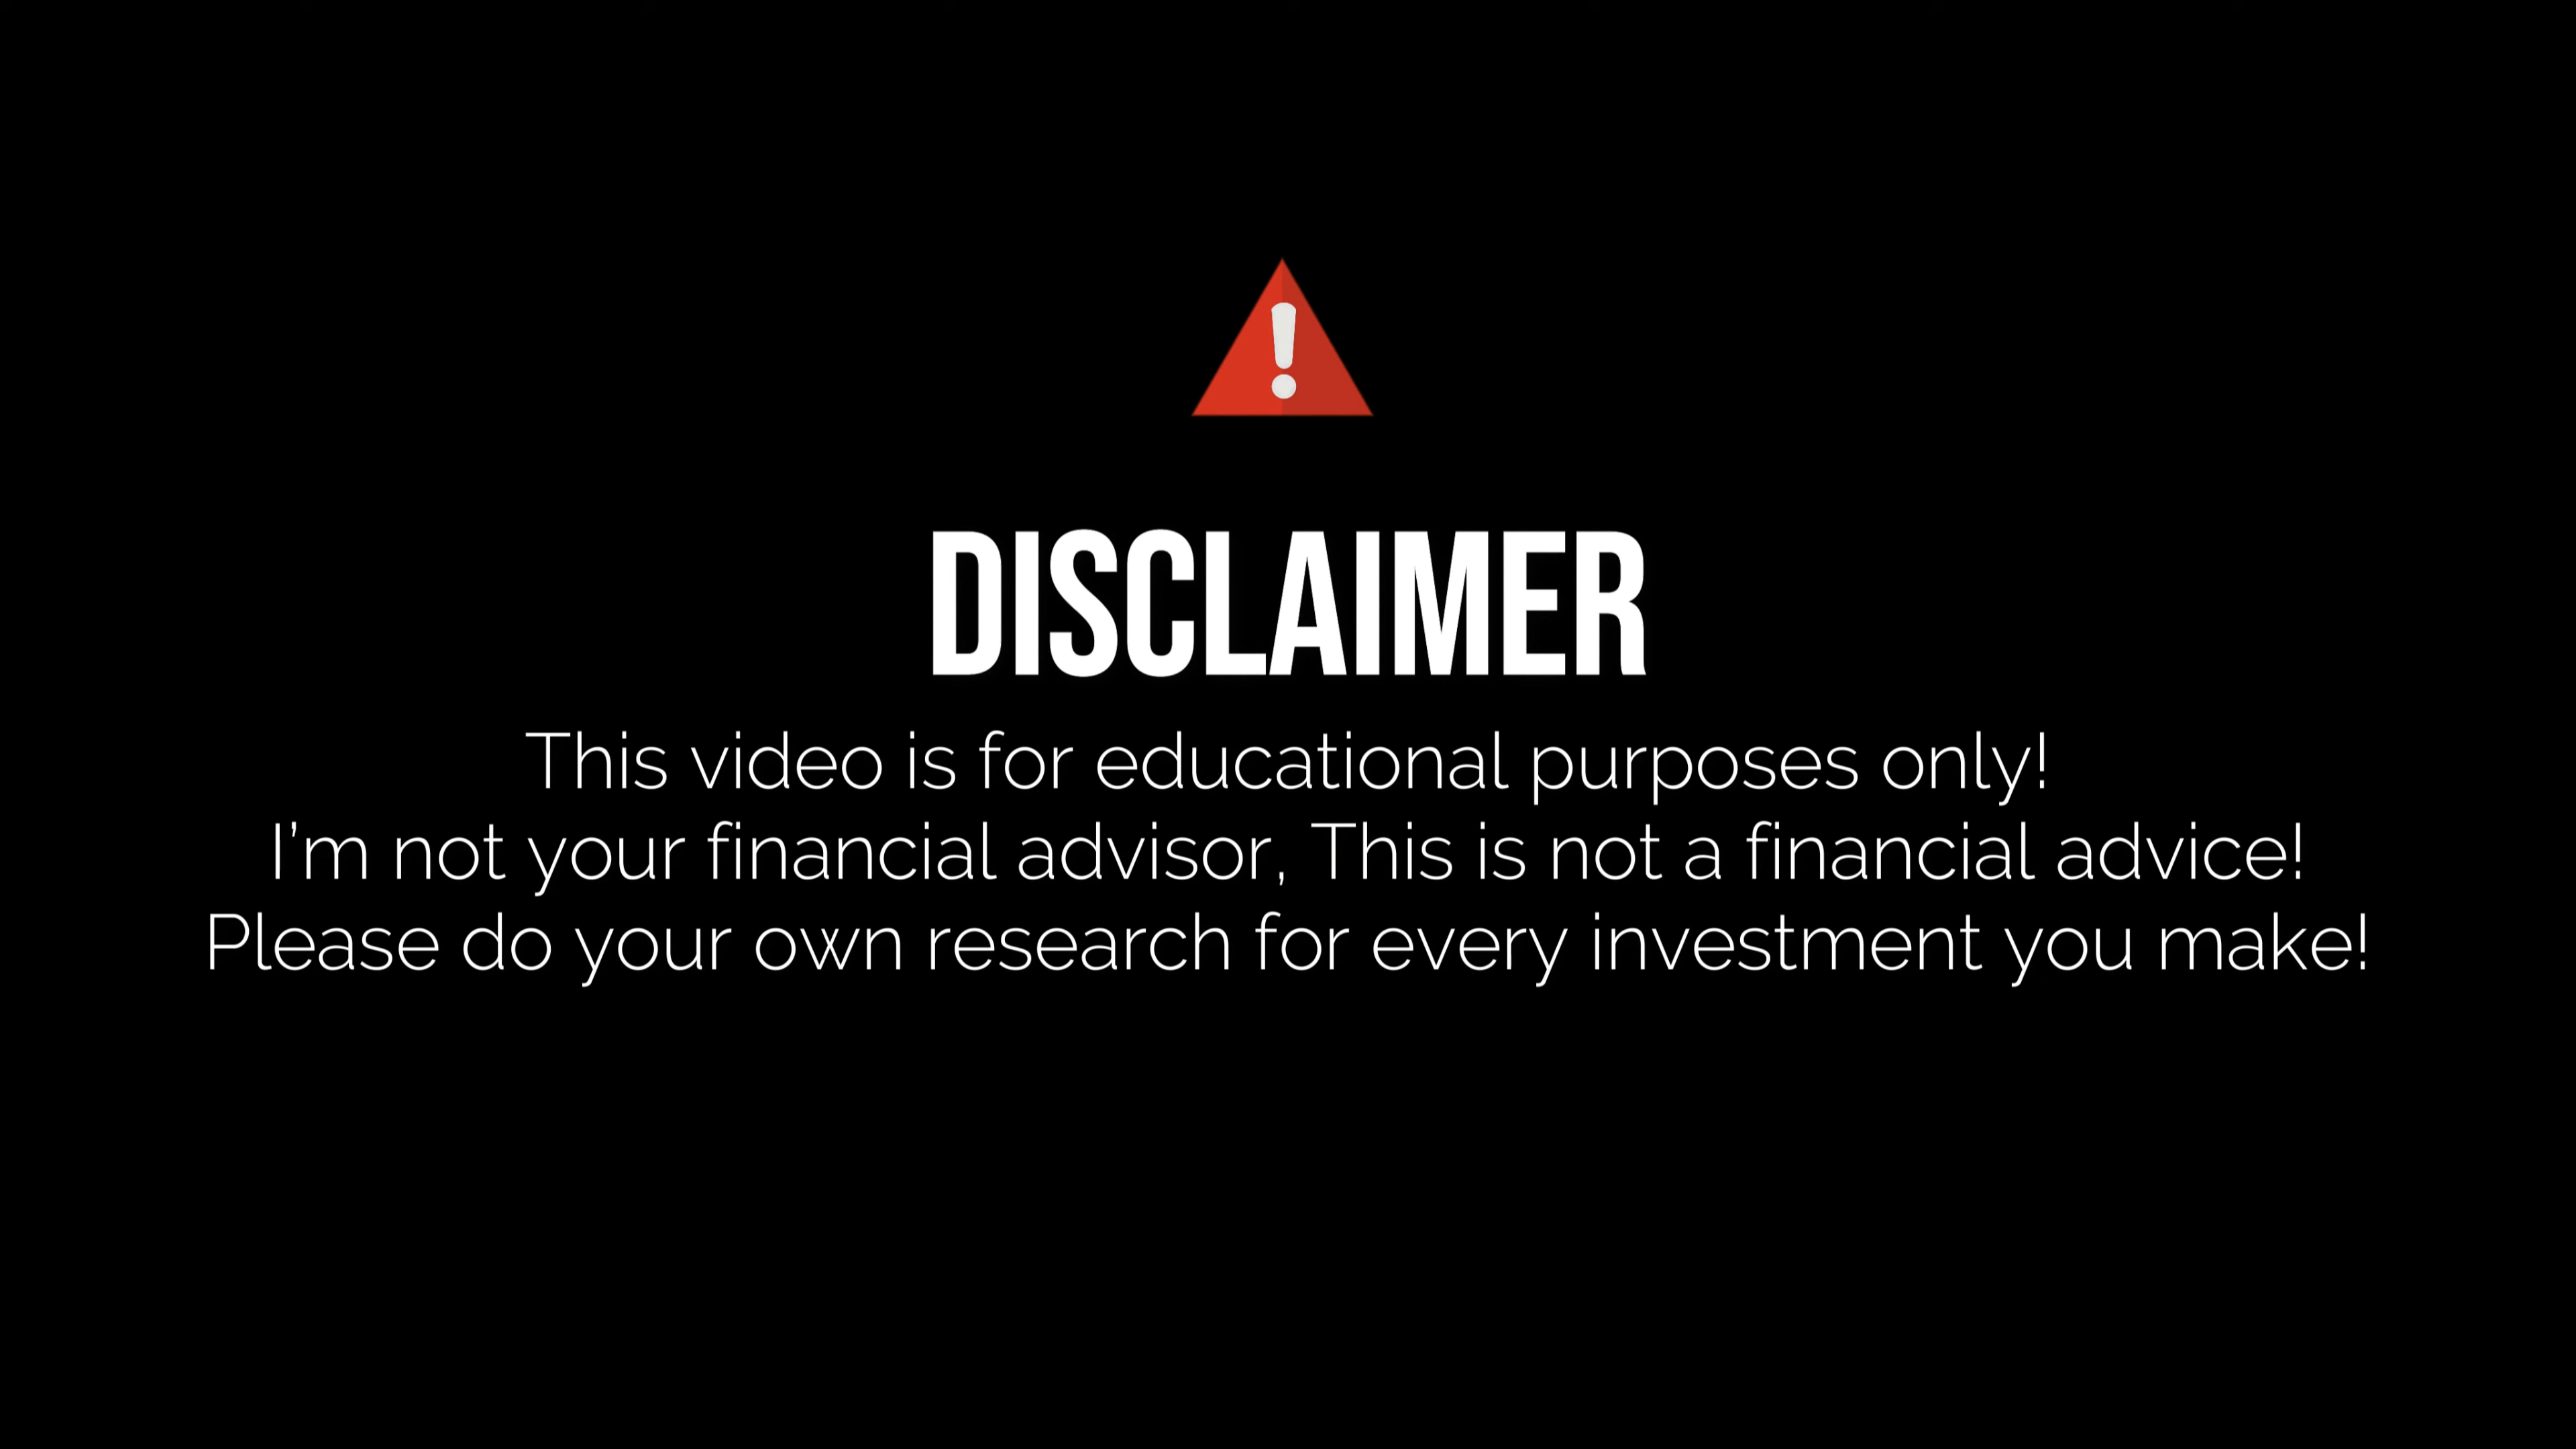 DISCLAIMER
This video is for educational purposes only!
I'm not your financial advisor, This is not a financial advice!
Please do your own research for every investment you make!